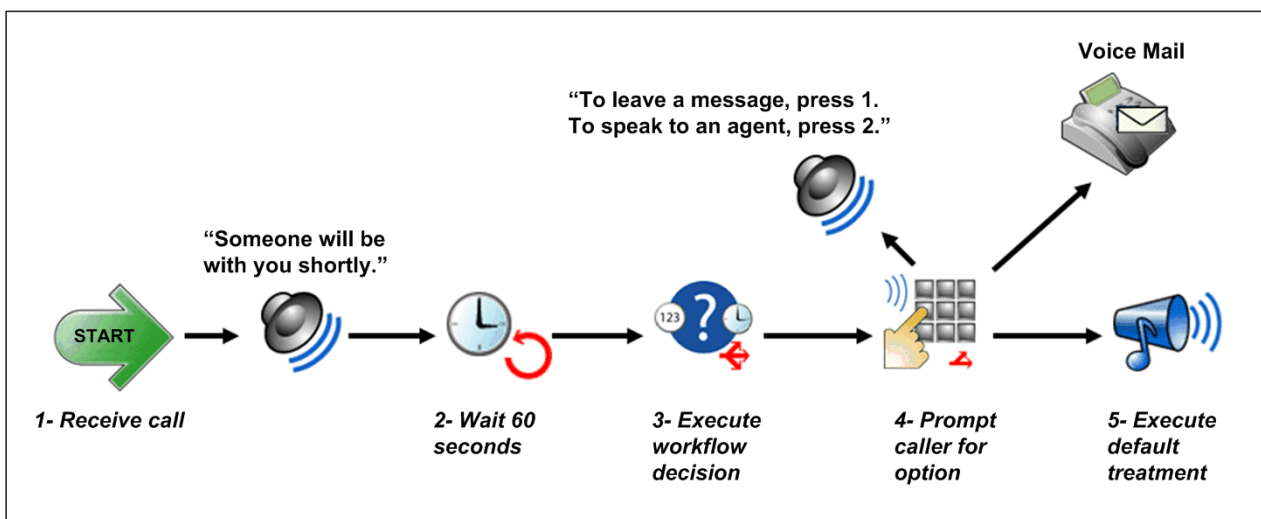 Voice Mail
“To leave a message, press 1.
To speak to an agent, press 2.”
“Someone will be
with you shortly.”
START
123
?
1- Receive call
2- Wait 60
seconds
3- Execute
workflow
decision
4- Prompt
caller for
option
5- Execute
default
treatment